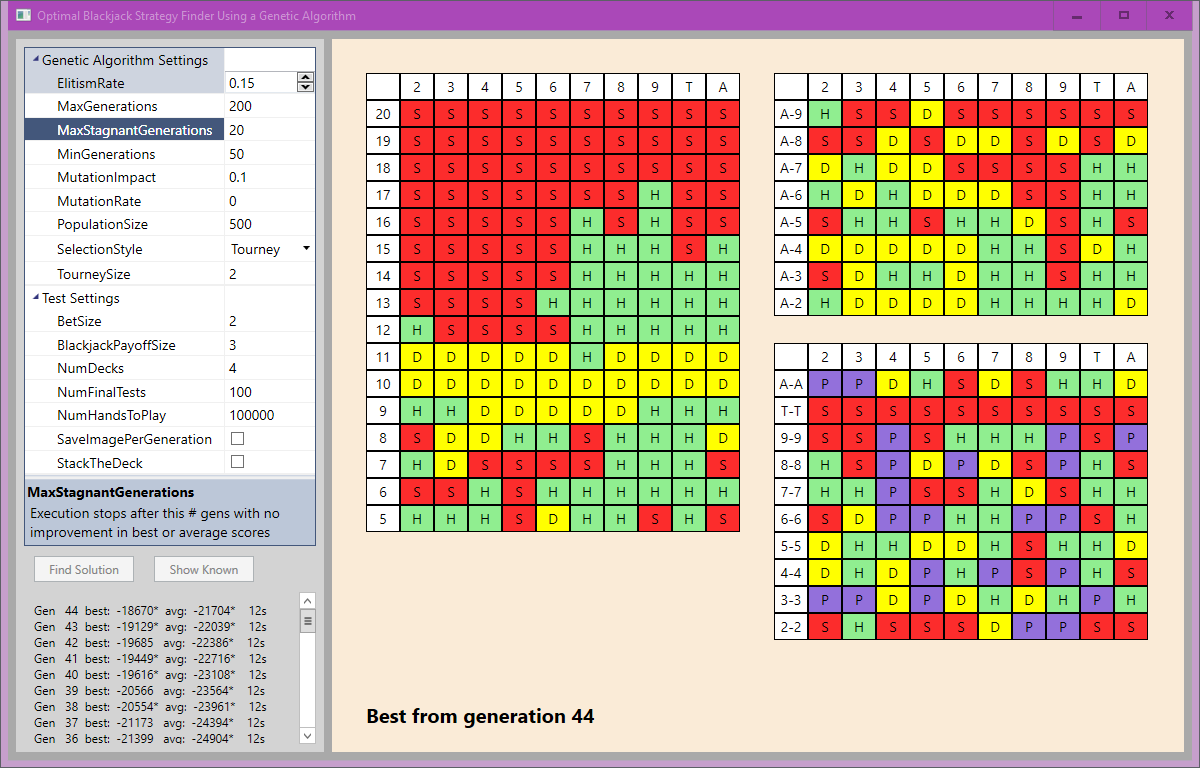 Optimal Blackjack Strategy Finder Using a Genetic Algorithm
Genetic Algorithm Settings
ElitismRate 0.15
MaxGenerations 200
MaxStagnantGenerations 20
MinGenerations 50
MutationImpact 0.1
MutationRate 0
PopulationSize 500
SelectionStyle Tourney
TourneySize 2
Test Settings
BetSize 2
BlackjackPayoffSize 3
NumDecks 4
NumFinalTests 100
NumHandsToPlay 100000
SaveImagePerGeneration
StackTheDeck
MaxStagnantGenerations
Execution stops after this # gens with no
improvement in best or average scores
Find Solution Show Known
Gen 44 best: -18670* avg: -21704* 12s
Gen 43 best: -19129* avg: -22039* 12s
Gen 42 best: -19685 avg: -22386* 12s
Gen 41 best: -19449* avg: -22716* 12s
Gen 40 best: -19616* avg: -23108* 12s
Gen 39 best: -20566 avg: -23564* 12s
Gen 38 best: -20554* avg: -23961* 12s
Gen 37 best: -21173 avg: -24394* 12s
Gen 36 best: -21399 avg: -24904* 12s
2 3 4 5 6 7 8 9 T A
20 S S S S S S S S S S
19 S S S S S S S S S S
18 S S S S S S S S S S
17 S S S S S S S H S S
16 S S S S S H S H S S
15 S S S S S H H H S H
14 S S S S S H H H H H
13 S S S S H H H H H H
12 H S S S S H H H H H
11 D D D D D H D D D D
10 D D D D D D D D D D
9 H H D D D D D H H H
8 S D D H H S H H H D
7 H D S S S S H H H S
6 S S H S H H H H H H
5 H H H S D H H S H S
2 3 4 5 6 7 8 9 T A
A-9 H S S D S S S S S S
A-8 S S D S D D S D S D
A-7 D H D D S S S S H H
A-6 H D H D D D S S H H
A-5 S H H S H H D S H S
A-4 D D D D D H H S D H
A-3 S D H H D H H S H H
A-2 H D D D D H H H H D
2 3 4 5 6 7 8 9 T A
A-A P P D H S D S H H D
T-T S S S S S S S S S S
9-9 S S P S H H H P S P
8-8 H S P D P D S P H S
7-7 H H P S S H D S H H
6-6 S D P P H H P P S H
5-5 D H H D D H S H H D
4-4 D H D P H P S P H S
3-3 P P D P D H D H P H
2-2 S H S S S D P P S S
Best from generation 44